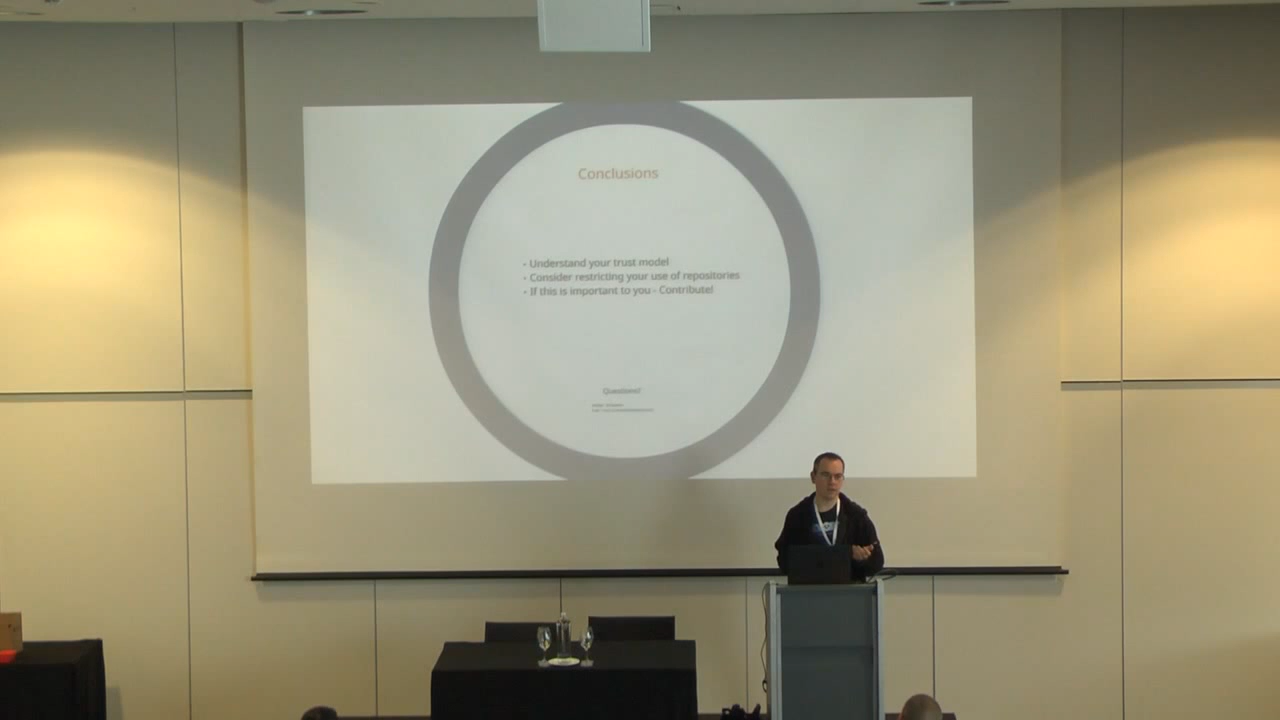 Conclusions
- Understand your trust model
- Consider restricting your use of repositories
- If this is important to you - Contribute!
Questions?